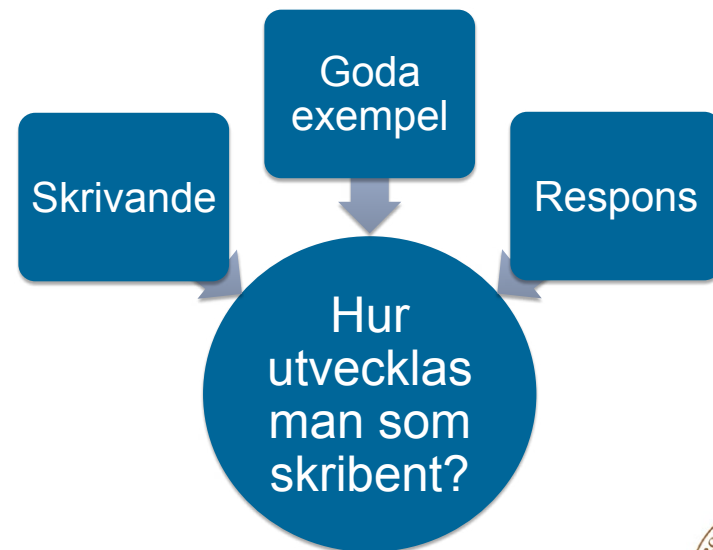 Goda
exempel
Skrivande
Respons
Hur
utvecklas
man som
skribent?